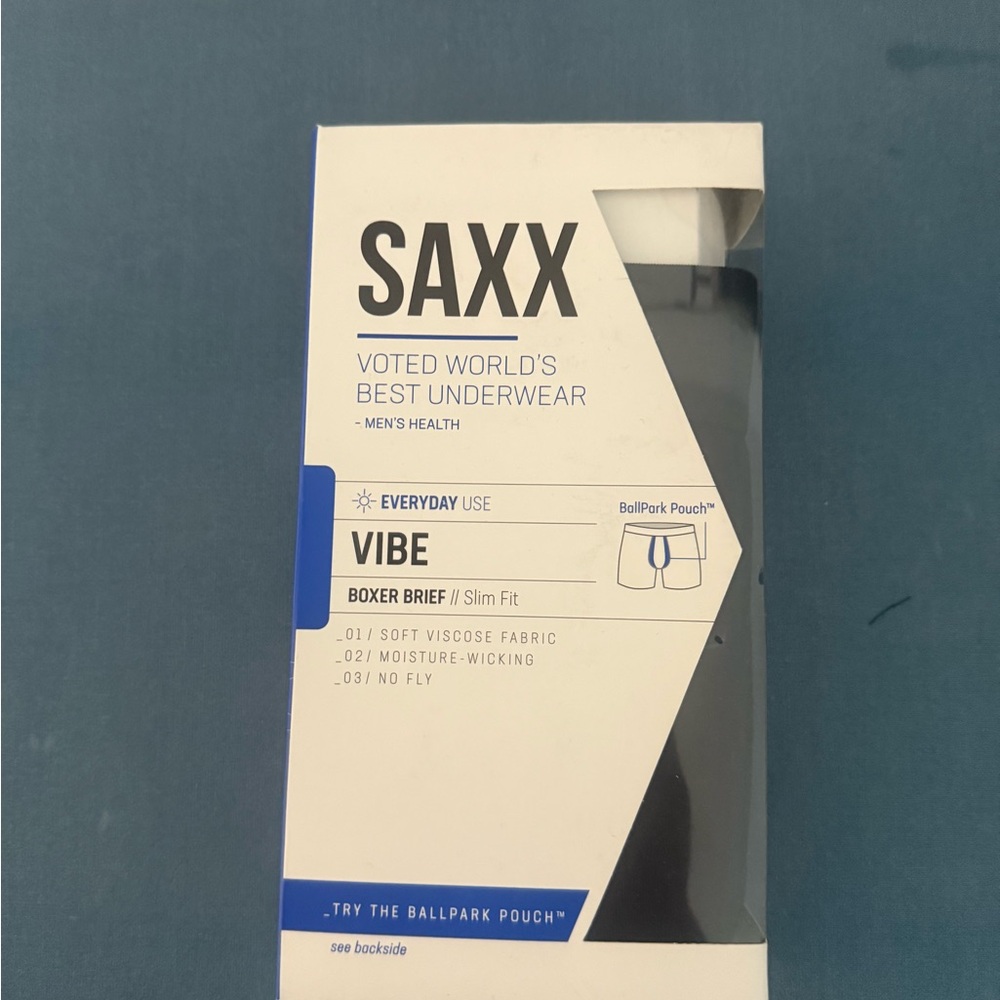 SAXX
VOTED WORLD'S
BEST UNDERWEAR
- MEN'S HEALTH
EVERYDAY USE
BallPark Pouch™
VIBE
BOXER BRIEF // Slim Fit
_01/ SOFT VISCOSE FABRIC
_02/ MOISTURE-WICKING
_03/ NO FLY
_TRY THE BALLPARK POUCH™
see backside